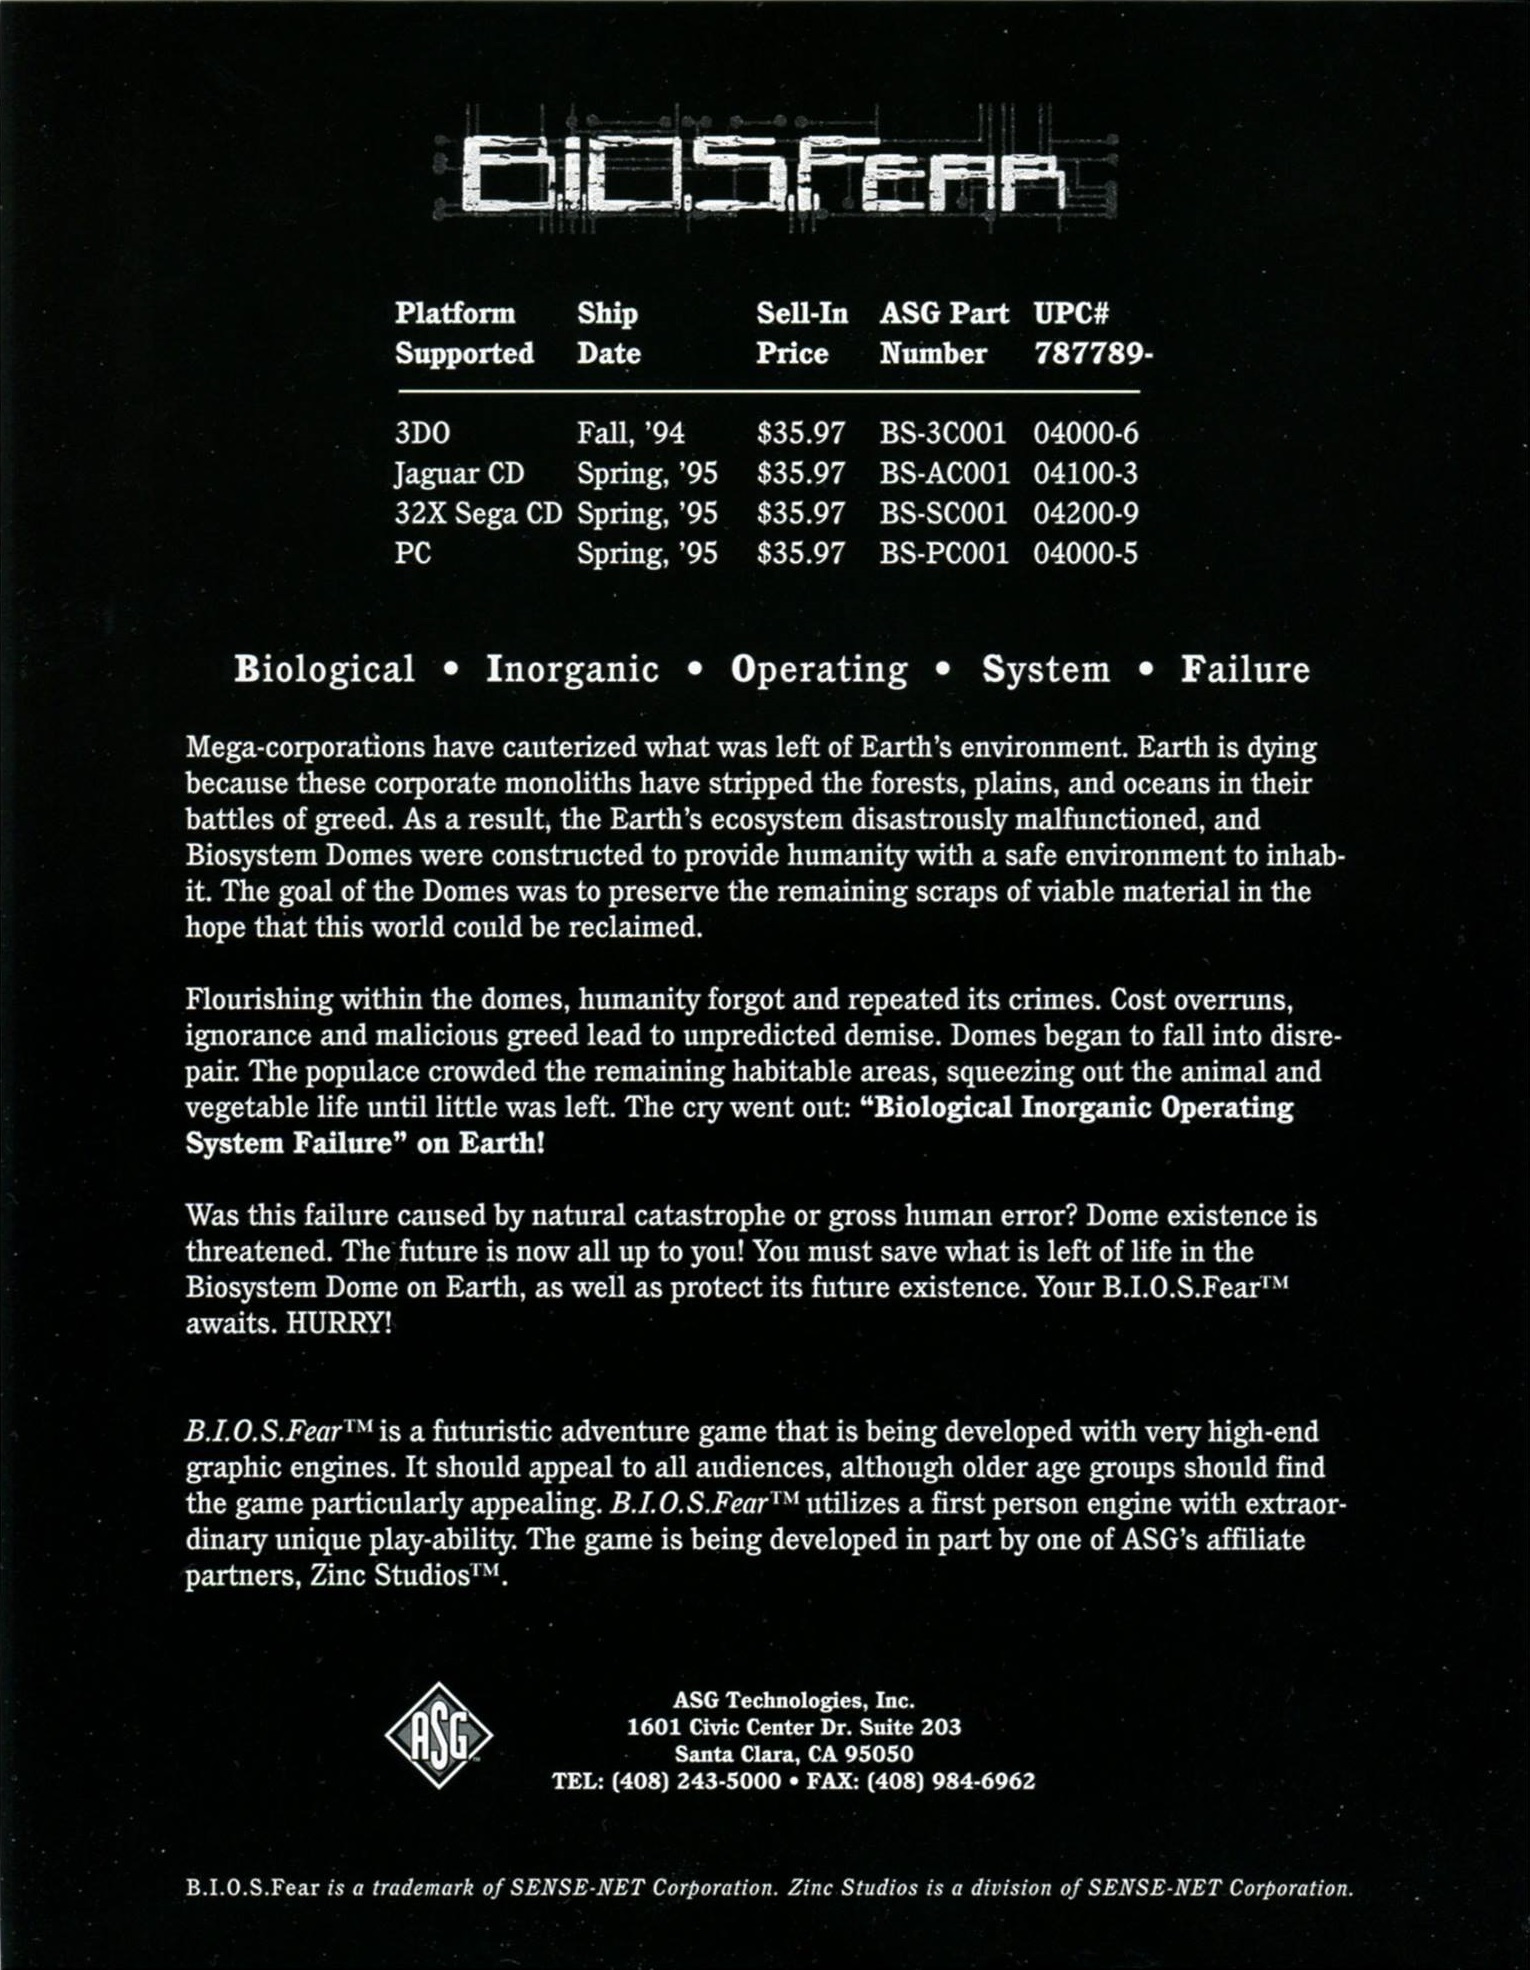 B.I.O.S.Fear
Platform Supported	Ship Date	Sell-In Price	ASG Part Number	UPC# 787789-
3DO	Fall, ’94	$35.97	BS-3C001	04000-6
Jaguar CD	Spring, ’95	$35.97	BS-AC001	04100-3
32X Sega CD	Spring, ’95	$35.97	BS-SC001	04200-9
PC	Spring, ’95	$35.97	BS-PC001	04000-5
Biological • Inorganic • Operating • System • Failure
Mega-corporations have cauterized what was left of Earth’s environment. Earth is dying
because these corporate monoliths have stripped the forests, plains, and oceans in their
battles of greed. As a result, the Earth’s ecosystem disastrously malfunctioned, and
Biosystem Domes were constructed to provide humanity with a safe environment to inhab-
it. The goal of the Domes was to preserve the remaining scraps of viable material in the
hope that this world could be reclaimed.
Flourishing within the domes, humanity forgot and repeated its crimes. Cost overruns,
ignorance and malicious greed lead to unpredicted demise. Domes began to fall into disre-
pair. The populace crowded the remaining habitable areas, squeezing out the animal and
vegetable life until little was left. The cry went out: “Biological Inorganic Operating
System Failure” on Earth!
Was this failure caused by natural catastrophe or gross human error? Dome existence is
threatened. The future is now all up to you! You must save what is left of life in the
Biosystem Dome on Earth, as well as protect its future existence. Your B.I.O.S.Fear™
awaits. HURRY!
B.I.O.S.Fear™ is a futuristic adventure game that is being developed with very high-end
graphic engines. It should appeal to all audiences, although older age groups should find
the game particularly appealing. B.I.O.S.Fear™ utilizes a first person engine with extraor-
dinary unique play-ability. The game is being developed in part by one of ASG’s affiliate
partners, Zinc Studios™.
ASG™
ASG Technologies, Inc.
1601 Civic Center Dr. Suite 203
Santa Clara, CA 95050
TEL: (408) 243-5000 • FAX: (408) 984-6962
B.I.O.S.Fear is a trademark of SENSE-NET Corporation. Zinc Studios is a division of SENSE-NET Corporation.